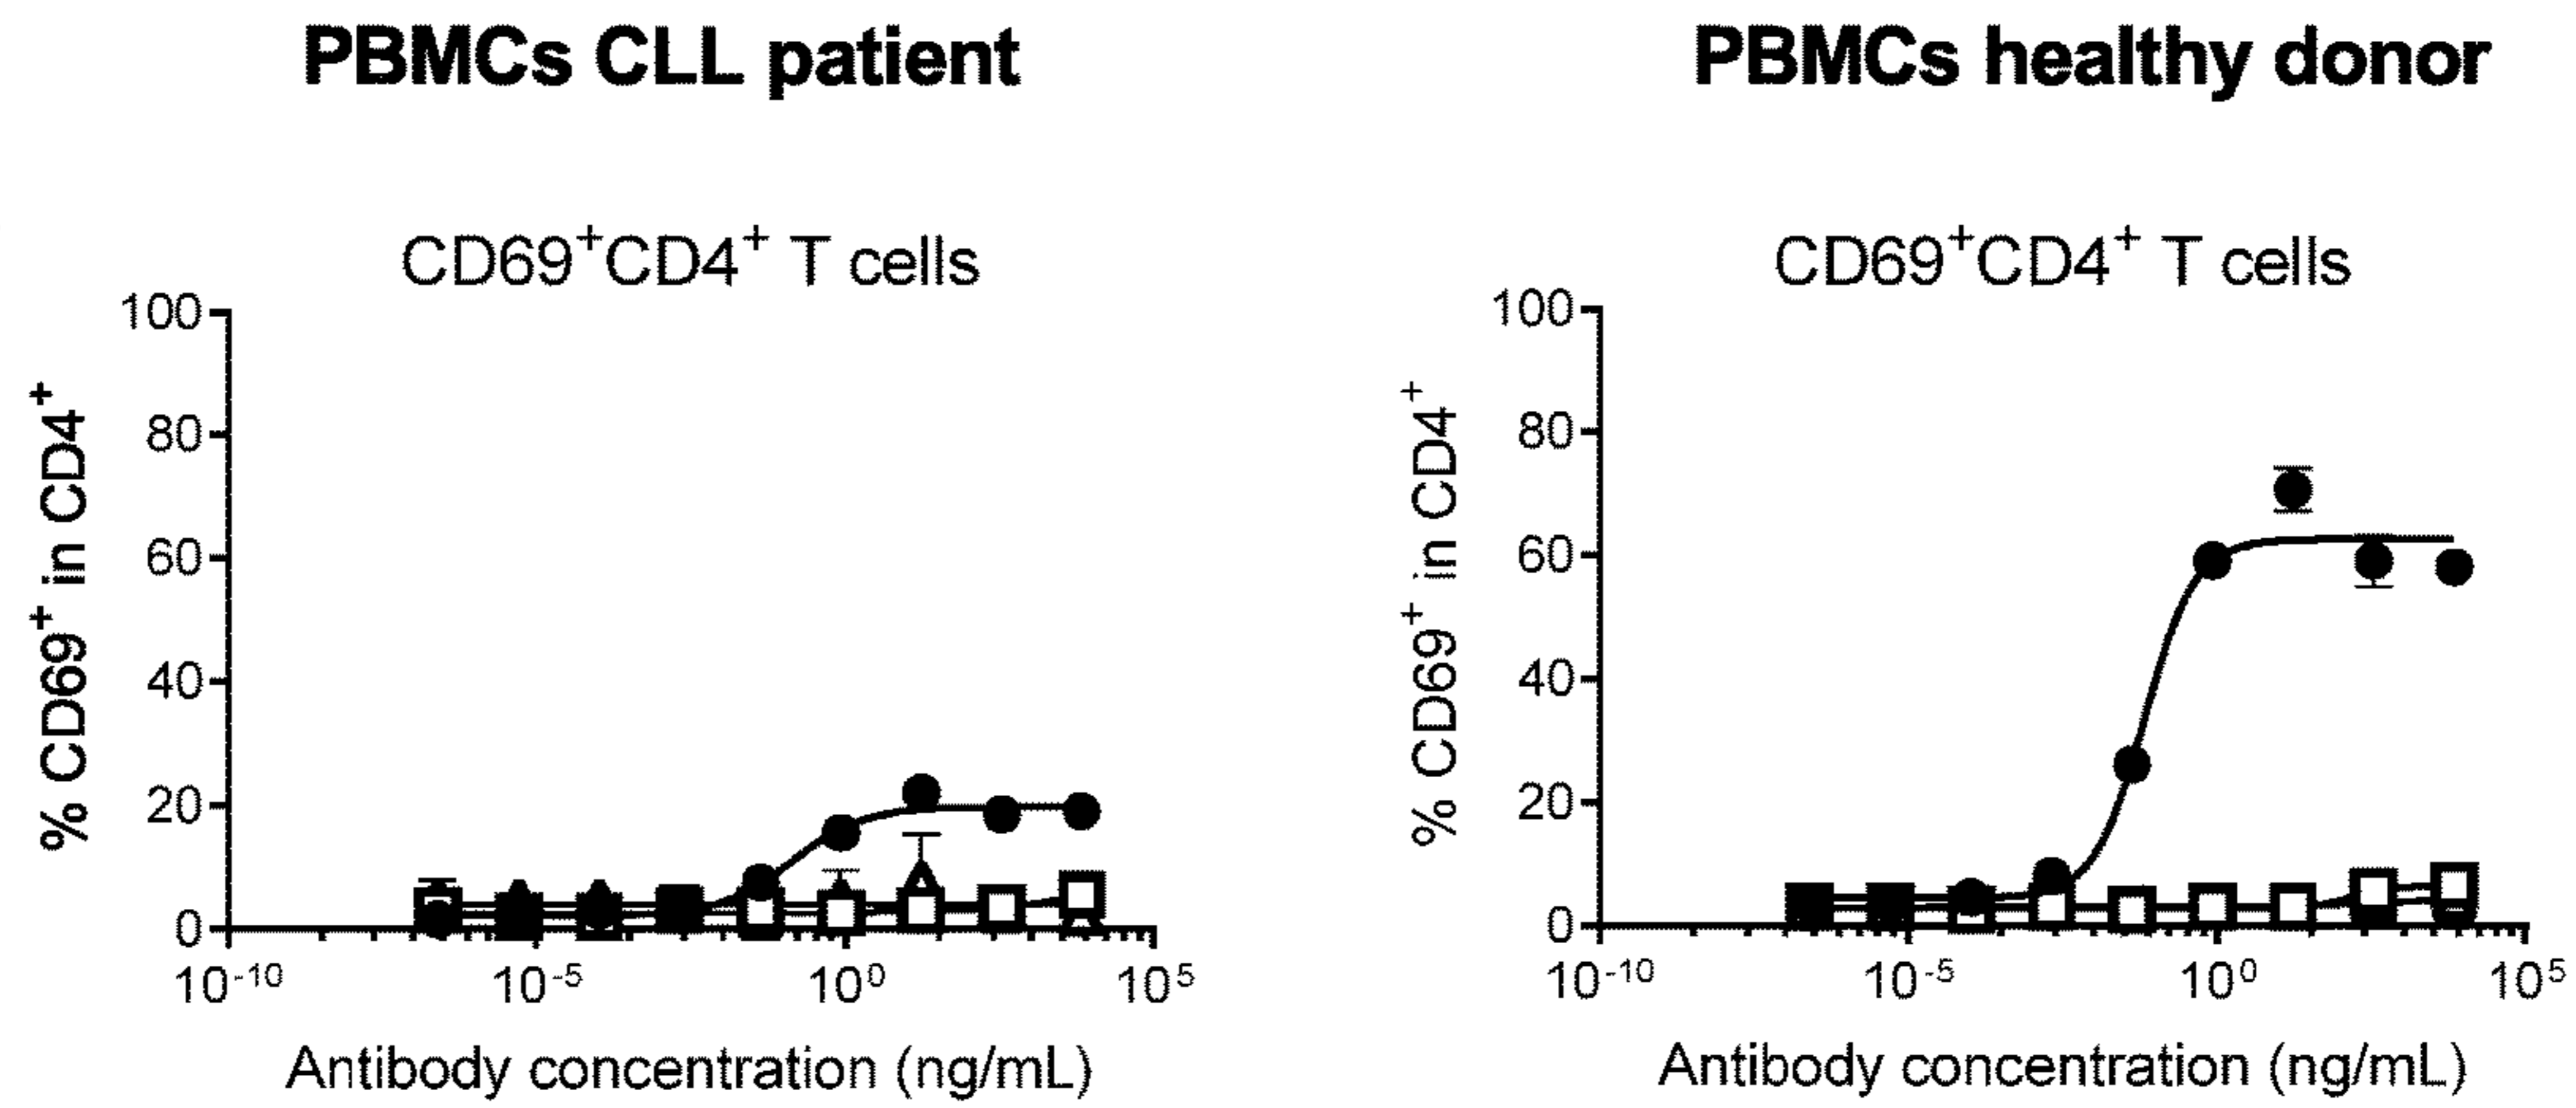 PBMCs CLL patient
CD69⁺CD4⁺ T cells
% CD69⁺ in CD4⁺
100
80
60
40
20
0
10⁻¹⁰ 10⁻⁵ 10⁰ 10⁵
Antibody concentration (ng/mL)
PBMCs healthy donor
CD69⁺CD4⁺ T cells
% CD69⁺ in CD4⁺
100
80
60
40
20
0
10⁻¹⁰ 10⁻⁵ 10⁰ 10⁵
Antibody concentration (ng/mL)